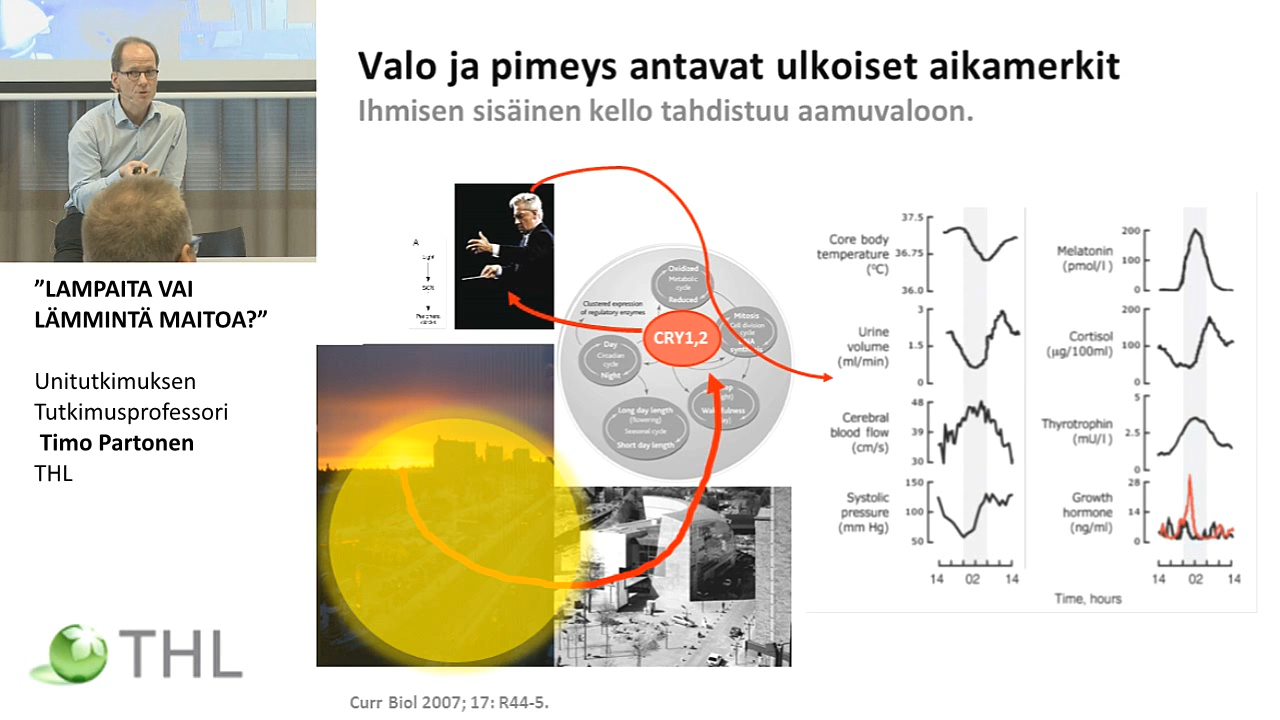 Valo ja pimeys antavat ulkoiset aikamerkit
Ihmisen sisäinen kello tahdistuu aamuvaloon.
”LAMPAITA VAI
LÄMMINTÄ MAITOA?”
Unitutkimuksen
Tutkimusprofessori
Timo Partonen
THL
THL
A
Light
Clustered expression
of regulatory enzymes
Oxidized
Metabolic
cycle
Reduced
Mitosis
Cell division
cycle
DNA
CRY1,2
Day
Circadian
cycle
Night
Long day length
(flowering)
Seasonal cycle
Short day length
Core body
temperature
(ºC)
37.5
36.75
36.0
Urine
volume
(ml/min)
3
1.5
0
Cerebral
blood flow
(cm/s)
48
39
30
Systolic
pressure
(mm Hg)
150
100
50
14 02 14
Melatonin
(pmol/l)
200
100
0
Cortisol
(µg/100ml)
200
100
0
Thyrotrophin
(mU/l)
5
2.5
0
Growth
hormone
(ng/ml)
28
14
0
14 02 14
Time, hours
Curr Biol 2007; 17: R44-5.